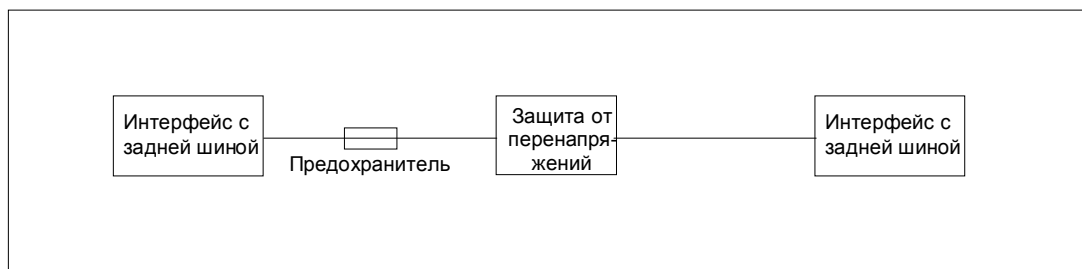 Интерфейс с
задней шиной
Предохранитель
Защита от
перенапря-
жений
Интерфейс с
задней шиной